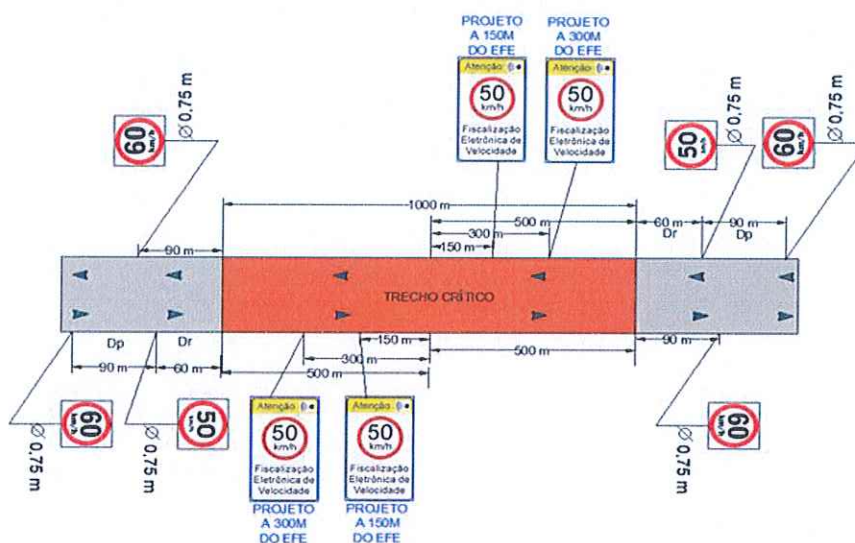 PROJETO
A 150M
DO EFE
PROJETO
A 300M
DO EFE
Atenção
50
km/h
Fiscalização
Eletrônica de
Velocidade
Atenção
50
km/h
Fiscalização
Eletrônica de
Velocidade
60
km/h
Ø 0,75 m
50
km/h
Ø 0,75 m
60
km/h
Ø 0,75 m
1000 m
500 m
300 m
150 m
60 m
Dr
90 m
Dp
90 m
TRECHO CRÍTICO
Dp
90 m
Dr
60 m
150 m
300 m
500 m
500 m
90 m
Ø 0,75 m
60
km/h
Ø 0,75 m
50
km/h
Atenção
50
km/h
Fiscalização
Eletrônica de
Velocidade
PROJETO
A 300M
DO EFE
Atenção
50
km/h
Fiscalização
Eletrônica de
Velocidade
PROJETO
A 150M
DO EFE
Ø 0,75 m
60
km/h